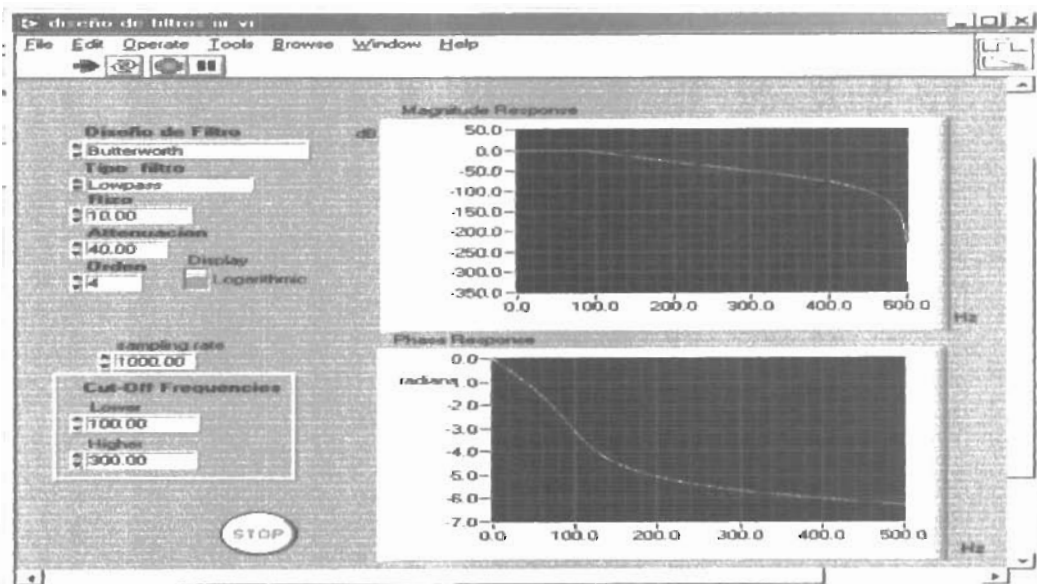 diseño de filtros iir vi
File Edit Operate Tools Browse Window Help
Diseño de Filtro
Butterworth
Tipo filtro
Lowpass
Rizo
10.00
Attenuacion
40.00
Orden
4
Display
Logarithmic
sampling rate
1000.00
Cut-Off Frequencies
Lower
100.00
Higher
300.00
STOP
Magnitude Response
dB
50.0
0.0
-50.0
-100.0
-150.0
-200.0
-250.0
-300.0
-350.0
0.0 100.0 200.0 300.0 400.0 500.0
Hz
Phase Response
radians
0.0
-2.0
-3.0
-4.0
-5.0
-6.0
-7.0
0.0 100.0 200.0 300.0 400.0 500.0
Hz